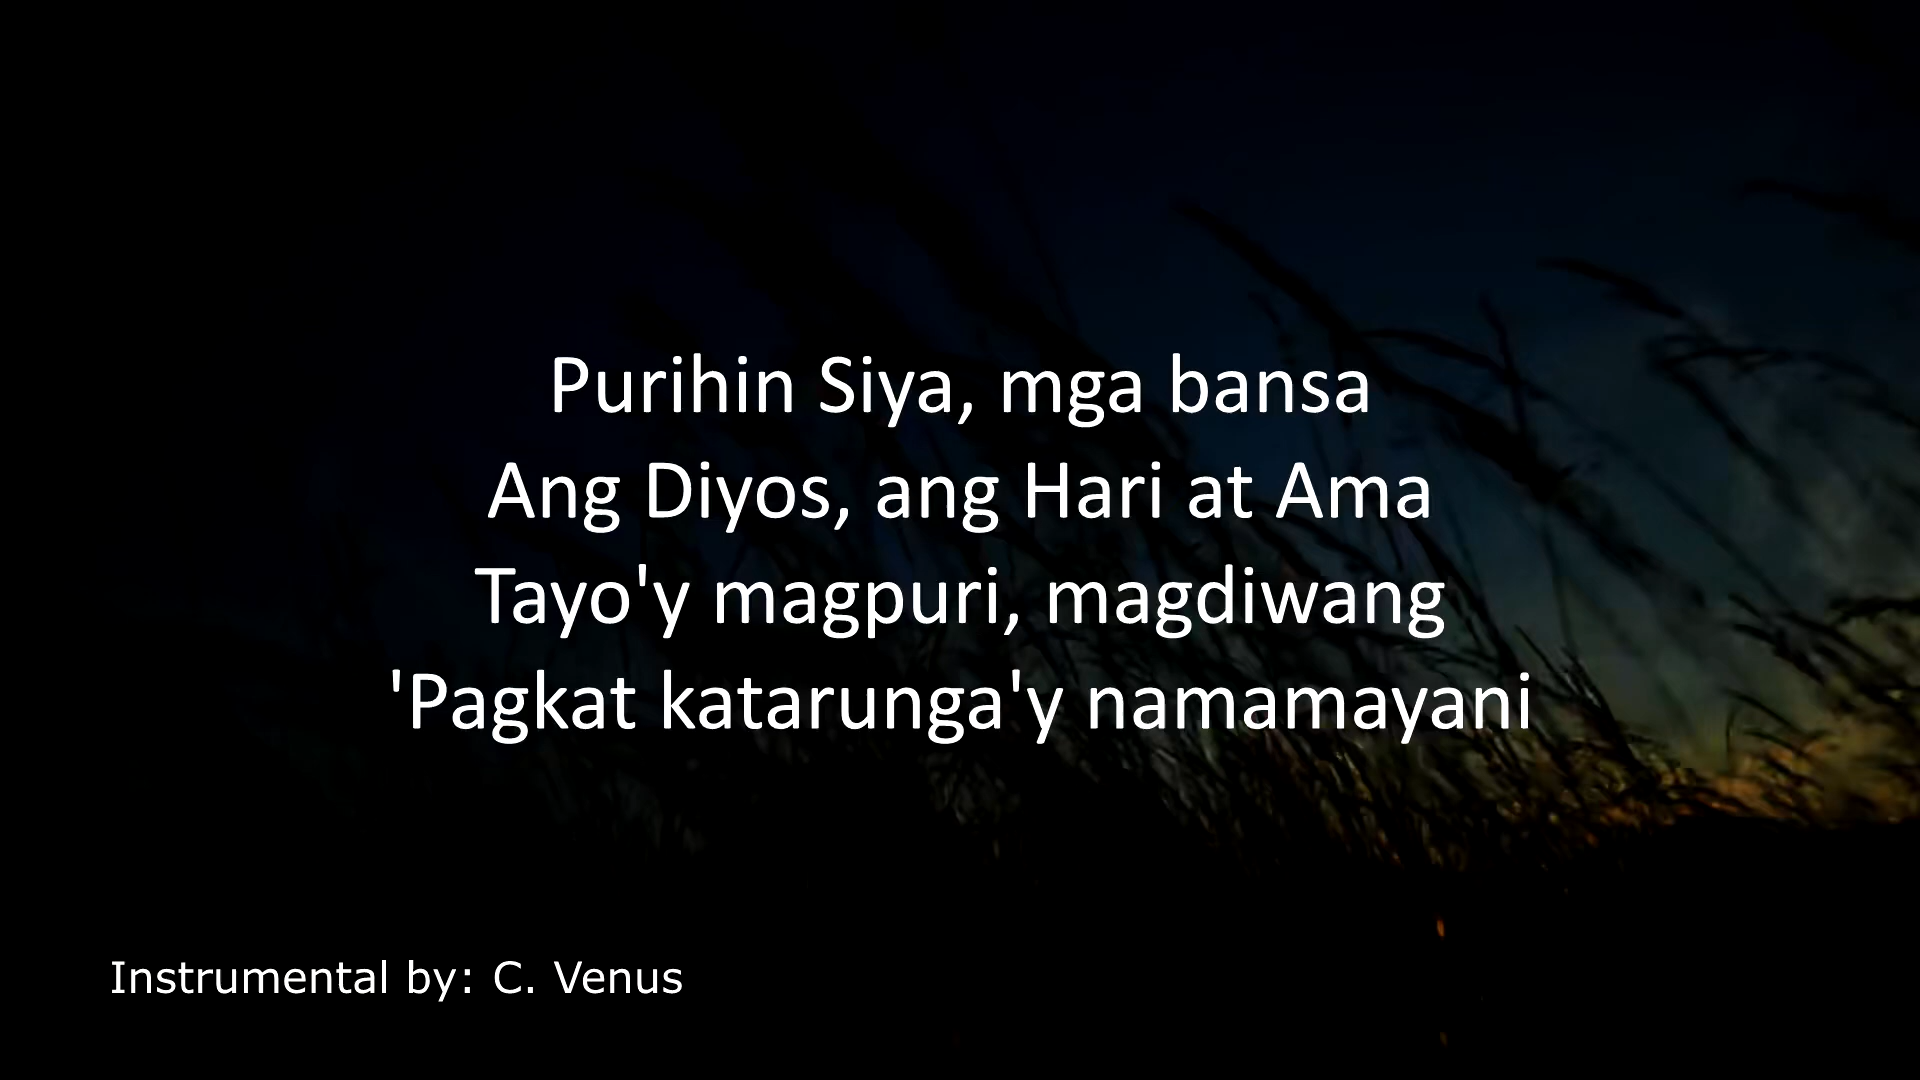 Purihin Siya, mga bansa
Ang Diyos, ang Hari at Ama
Tayo'y magpuri, magdiwang
'Pagkat katarunga'y namamayani
Instrumental by: C. Venus